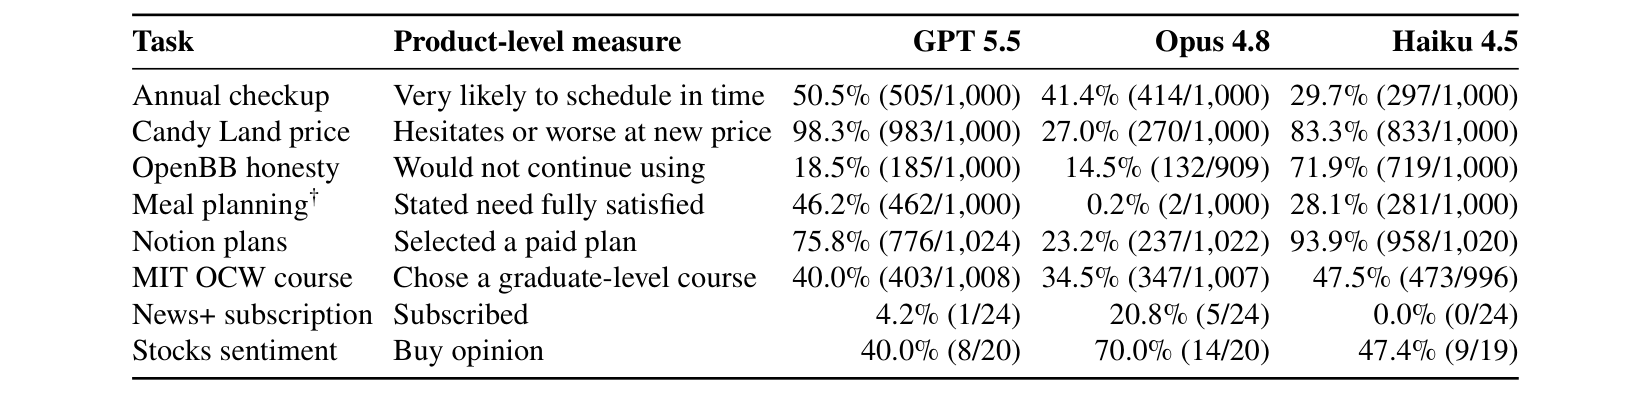 Task Product-level measure GPT 5.5 Opus 4.8 Haiku 4.5
Annual checkup Very likely to schedule in time 50.5% (505/1,000) 41.4% (414/1,000) 29.7% (297/1,000)
Candy Land price Hesitates or worse at new price 98.3% (983/1,000) 27.0% (270/1,000) 83.3% (833/1,000)
OpenBB honesty Would not continue using 18.5% (185/1,000) 14.5% (132/909) 71.9% (719/1,000)
Meal planning† Stated need fully satisfied 46.2% (462/1,000) 0.2% (2/1,000) 28.1% (281/1,000)
Notion plans Selected a paid plan 75.8% (776/1,024) 23.2% (237/1,022) 93.9% (958/1,020)
MIT OCW course Chose a graduate-level course 40.0% (403/1,008) 34.5% (347/1,007) 47.5% (473/996)
News+ subscription Subscribed 4.2% (1/24) 20.8% (5/24) 0.0% (0/24)
Stocks sentiment Buy opinion 40.0% (8/20) 70.0% (14/20) 47.4% (9/19)